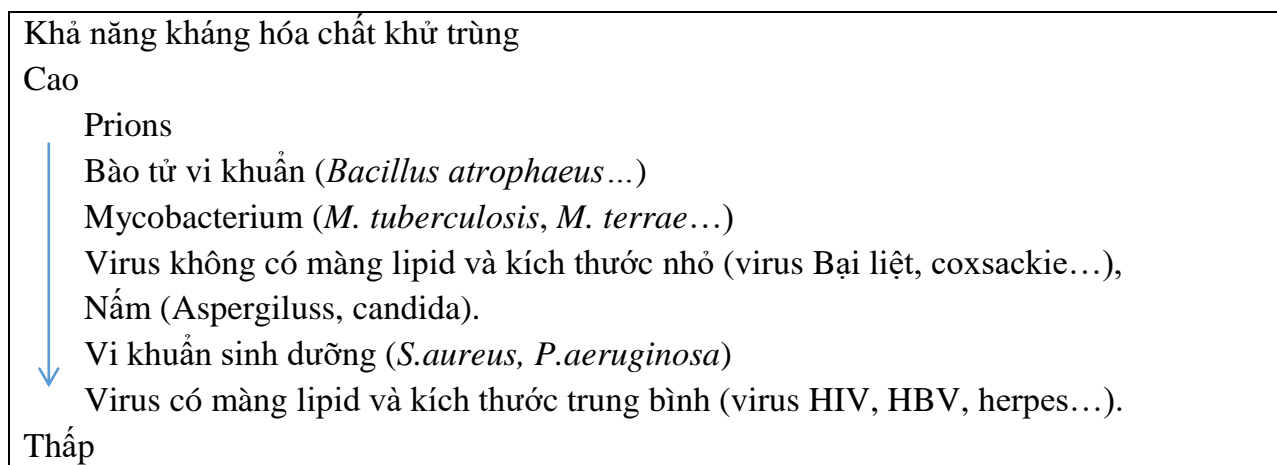 Khả năng kháng hóa chất khử trùng
Cao
Prions
Bào tử vi khuẩn (Bacillus atrophaeus…)
Mycobacterium (M. tuberculosis, M. terrae…)
Virus không có màng lipid và kích thước nhỏ (virus Bại liệt, coxsackie…),
Nấm (Aspergiluss, candida).
Vi khuẩn sinh dưỡng (S.aureus, P.aeruginosa)
Virus có màng lipid và kích thước trung bình (virus HIV, HBV, herpes…).
Thấp